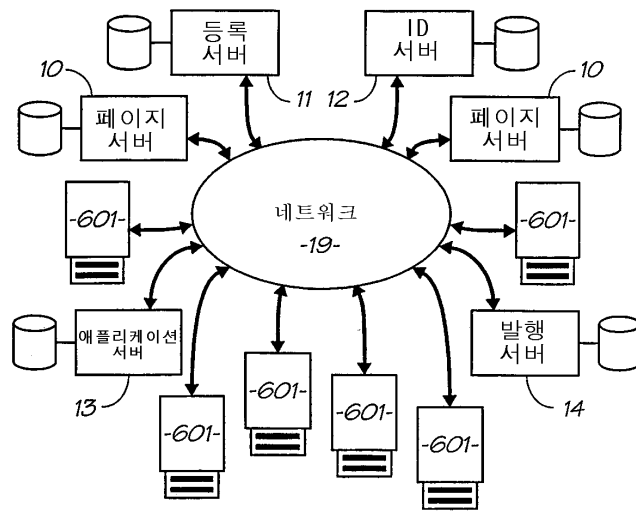 등록
서버
ID
서버
10
11
12
10
페이지
서버
페이지
서버
-601-
네트워크
-19-
-601-
애플리케이션
서버
발행
서버
13
14
-601-
-601-
-601-
-601-